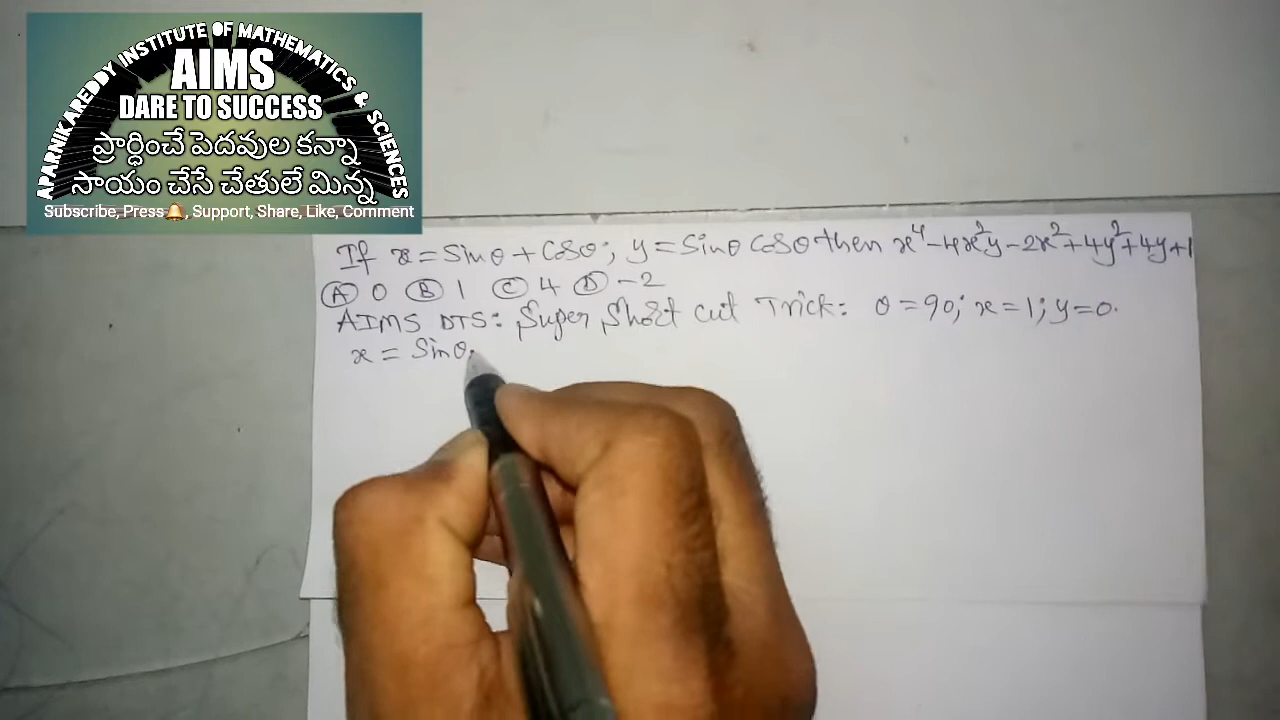 APARNIKAREDDY INSTITUTE OF MATHEMATICS & SCIENCES
AIMS
DARE TO SUCCESS
ప్రార్ధించే పెదవుల కన్నా
సాయం చేసే చేతులే మిన్న
Subscribe, Press🔔, Support, Share, Like, Comment
If x = Sinθ + Cosθ; y = Sinθ Cosθ then x⁴-4x²y-2x²+4y²+4y+1
(A) 0 (B) 1 (C) 4 (D) -2
AIMS DTS: Super Short cut Trick: θ = 90; x = 1; y = 0.
x = Sinθ